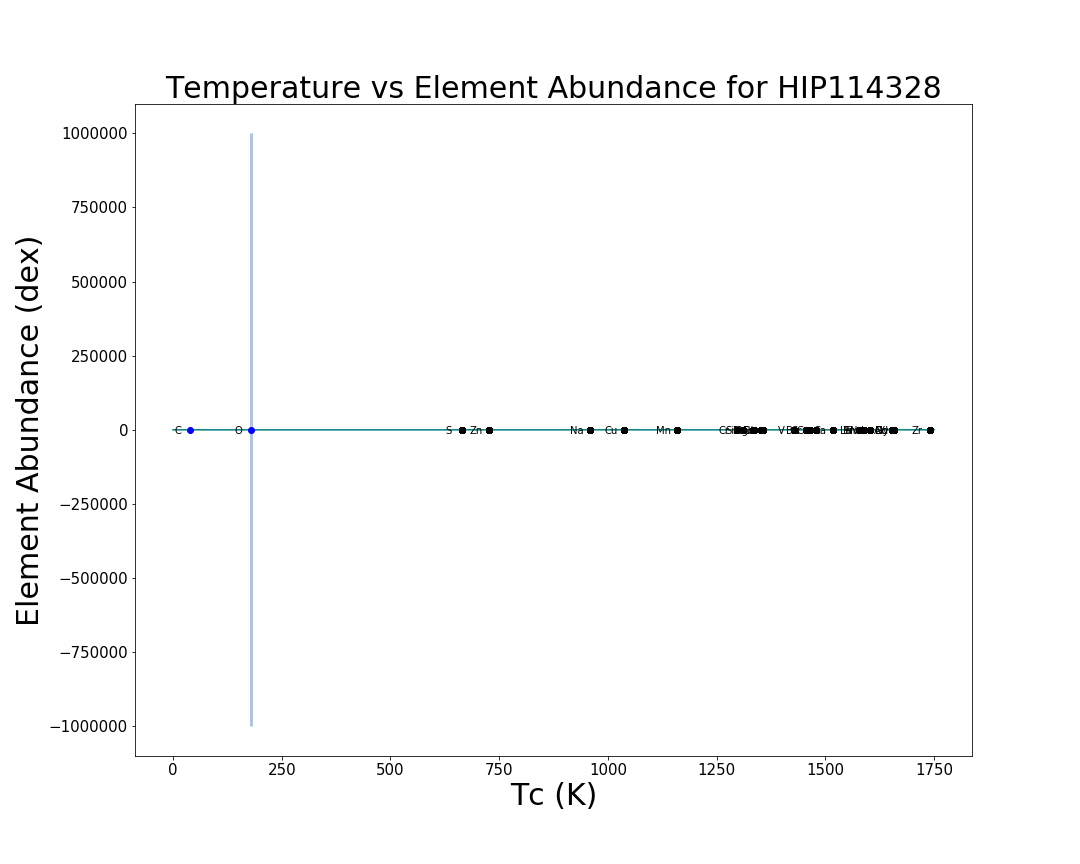 Temperature vs Element Abundance for HIP114328
Element Abundance (dex)
1000000
750000
500000
250000
0
−250000
−500000
−750000
−1000000
C O S Zn Na Cu Mn V Zr
0 250 500 750 1000 1250 1500 1750
Tc (K)